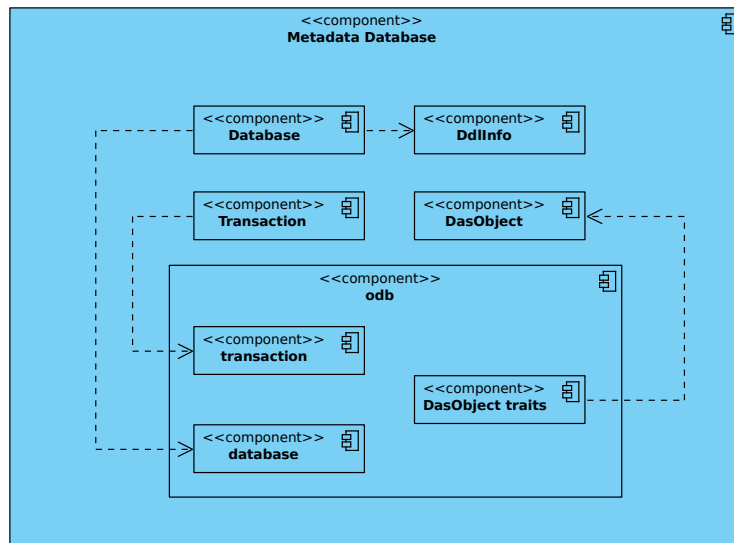 <<component>>
Metadata Database
<<component>>
Database
<<component>>
DdlInfo
<<component>>
Transaction
<<component>>
DasObject
<<component>>
odb
<<component>>
transaction
<<component>>
DasObject traits
<<component>>
database